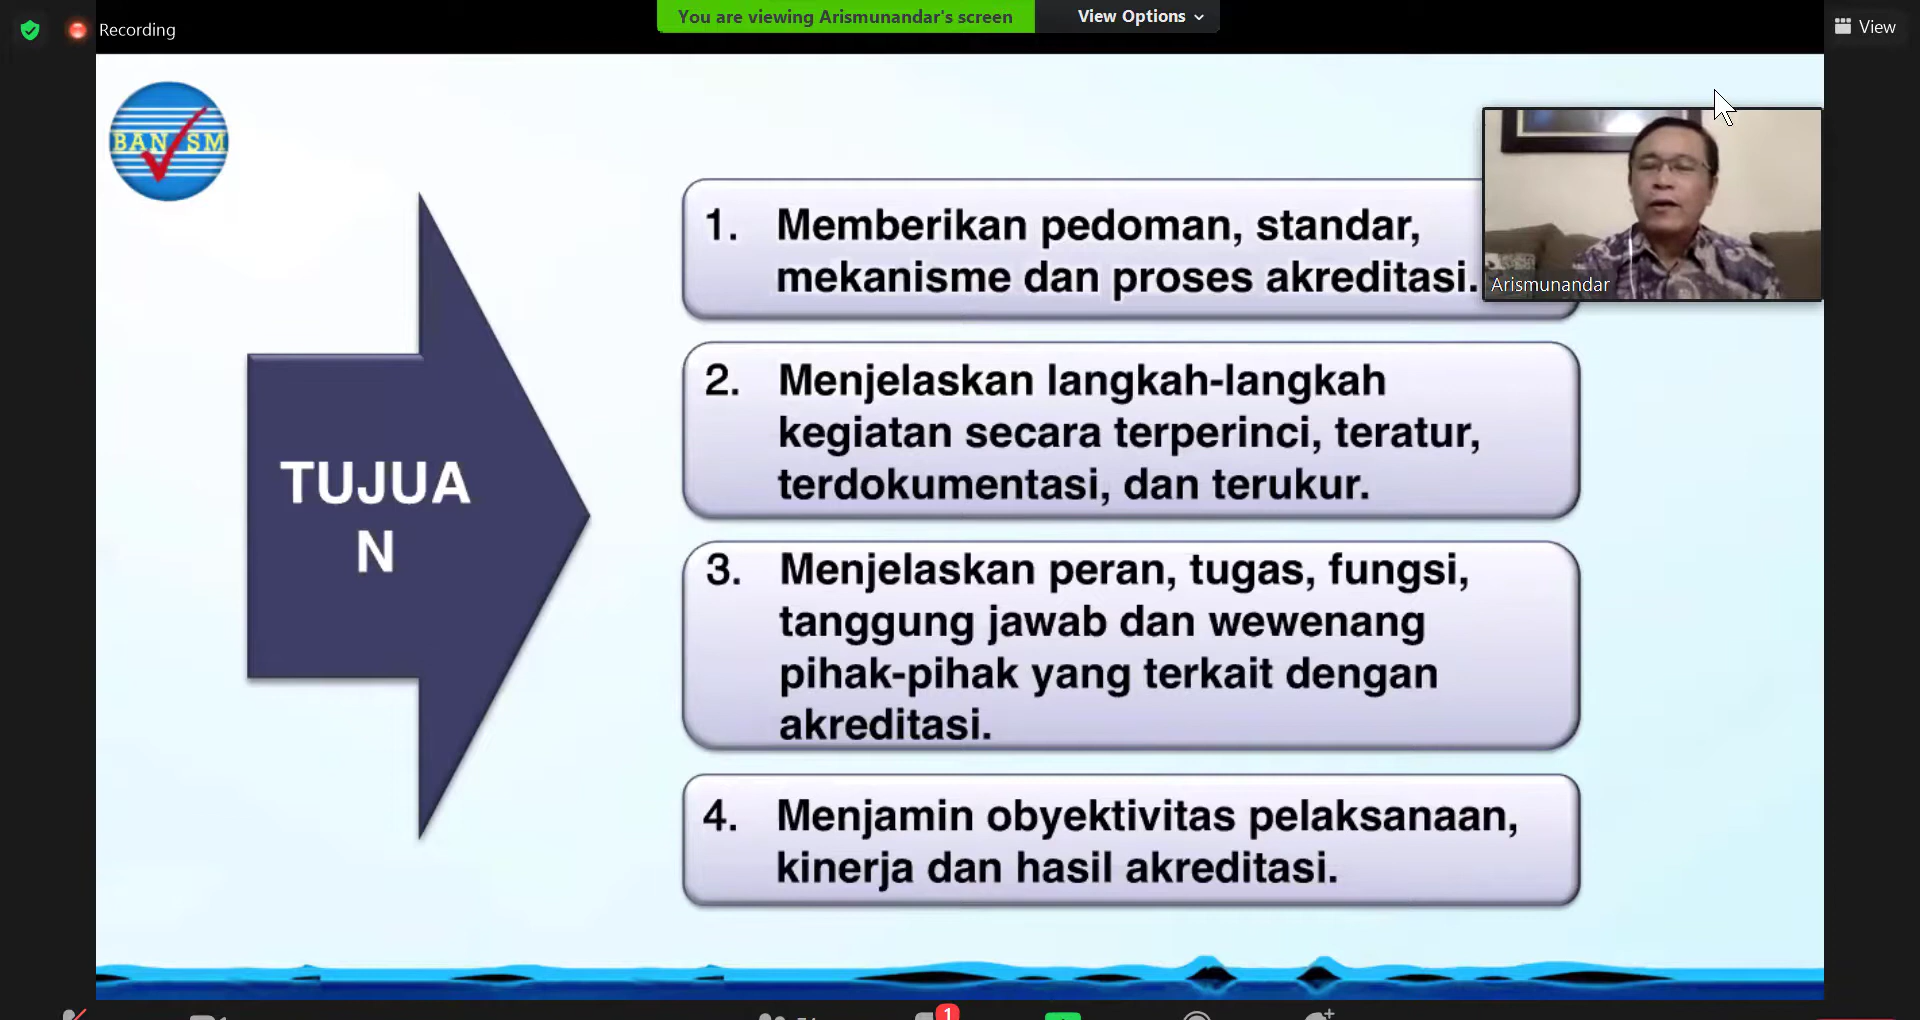 Recording
You are viewing Arismunandar's screen
View Options
View
BAN SM
Arismunandar
TUJUA
N
1. Memberikan pedoman, standar,
mekanisme dan proses akreditasi.
2. Menjelaskan langkah-langkah
kegiatan secara terperinci, teratur,
terdokumentasi, dan terukur.
3. Menjelaskan peran, tugas, fungsi,
tanggung jawab dan wewenang
pihak-pihak yang terkait dengan
akreditasi.
4. Menjamin obyektivitas pelaksanaan,
kinerja dan hasil akreditasi.
1